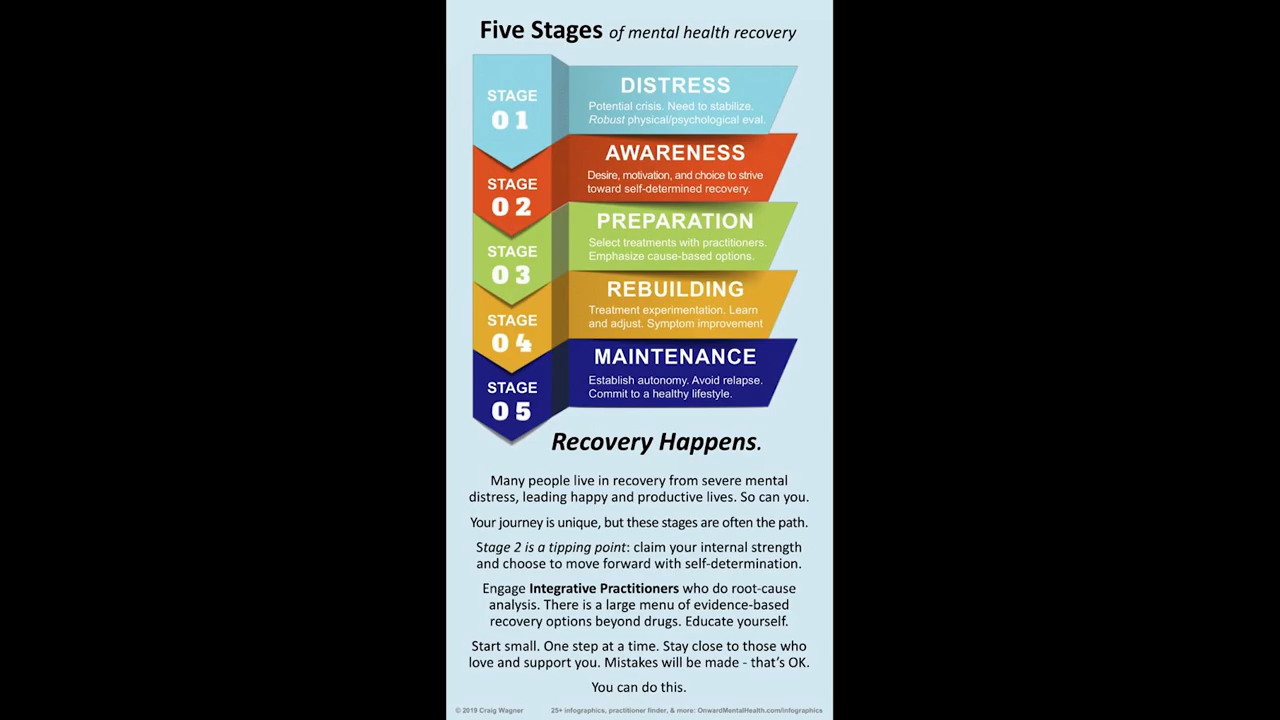 Five Stages of mental health recovery
STAGE
01
DISTRESS
Potential crisis. Need to stabilize.
Robust physical/psychological eval.
STAGE
02
AWARENESS
Desire, motivation, and choice to strive
toward self-determined recovery.
STAGE
03
PREPARATION
Select treatments with practitioners.
Emphasize cause-based options.
STAGE
04
REBUILDING
Treatment experimentation. Learn
and adjust. Symptom improvement
STAGE
05
MAINTENANCE
Establish autonomy. Avoid relapse.
Commit to a healthy lifestyle.
Recovery Happens.
Many people live in recovery from severe mental
distress, leading happy and productive lives. So can you.
Your journey is unique, but these stages are often the path.
Stage 2 is a tipping point: claim your internal strength
and choose to move forward with self-determination.
Engage Integrative Practitioners who do root-cause
analysis. There is a large menu of evidence-based
recovery options beyond drugs. Educate yourself.
Start small. One step at a time. Stay close to those who
love and support you. Mistakes will be made - that's OK.
You can do this.
© 2019 Craig Wagner
25+ infographics, practitioner finder, & more: OnwardMentalHealth.com/infographics